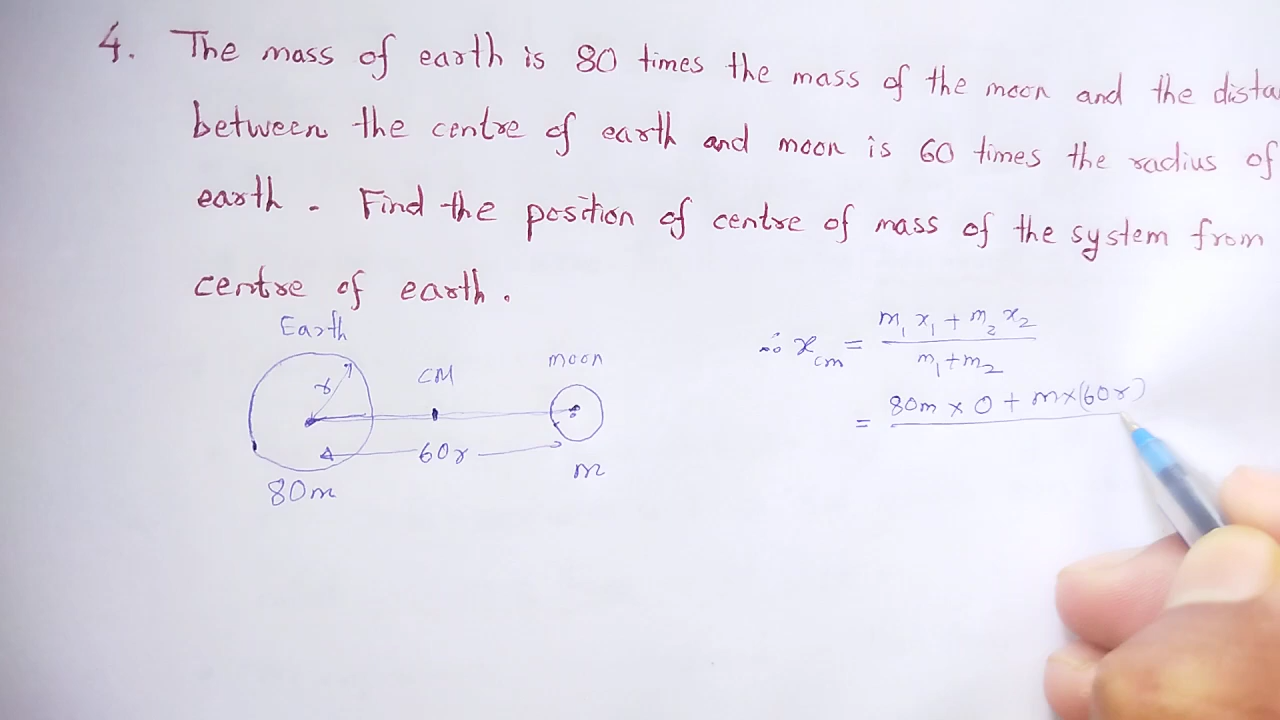 4. The mass of earth is 80 times the mass of the moon and the dista
between the centre of earth and moon is 60 times the radius of
earth. Find the position of centre of mass of the system from
centre of earth.
Earth
r
CM
moon
60r
80m
m
∴ x_cm = (m₁x₁ + m₂x₂) / (m₁ + m₂)
= 80m × 0 + m×(60r)